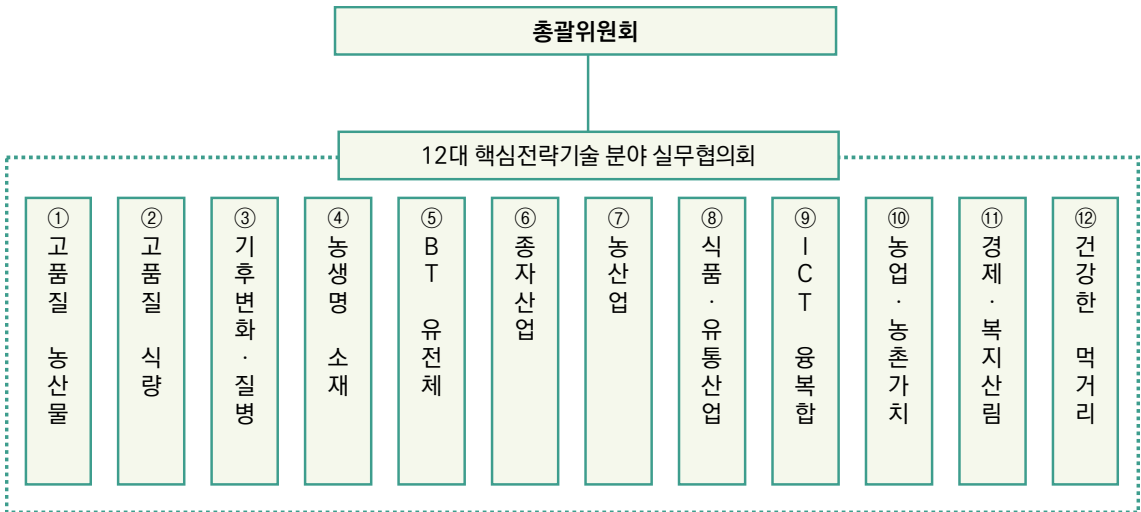 총괄위원회
12대 핵심전략기술 분야 실무협의회
① 고품질 농산물
② 고품질 식량
③ 기후변화·질병
④ 농생명 소재
⑤ BT 유전체
⑥ 종자산업
⑦ 농산업
⑧ 식품·유통산업
⑨ ICT 융복합
⑩ 농업·농촌가치
⑪ 경제·복지산림
⑫ 건강한 먹거리